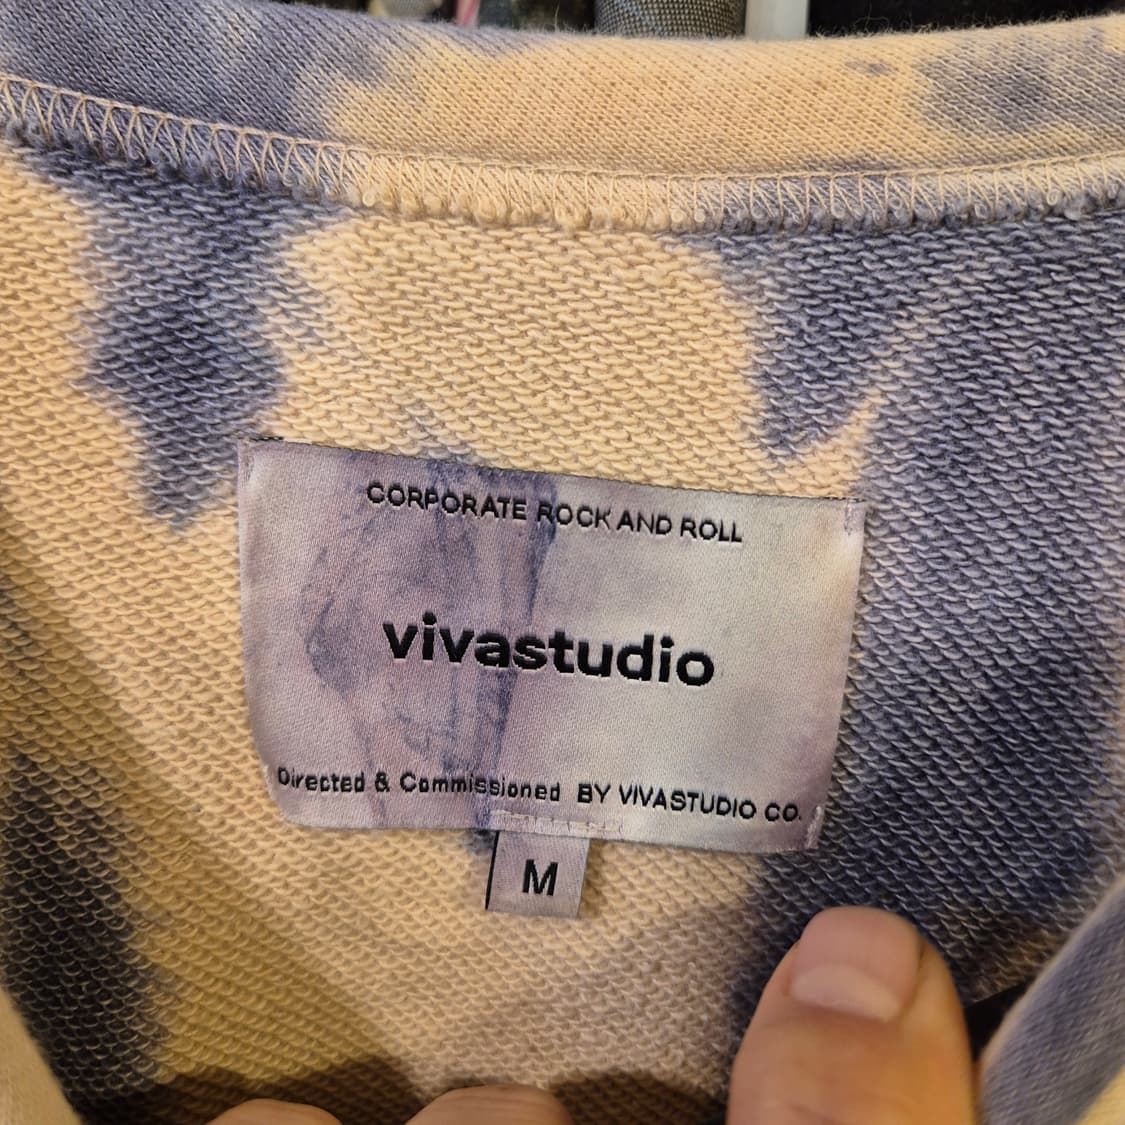 CORPORATE ROCK AND ROLL
vivastudio
Directed & Commissioned BY VIVASTUDIO CO.
M